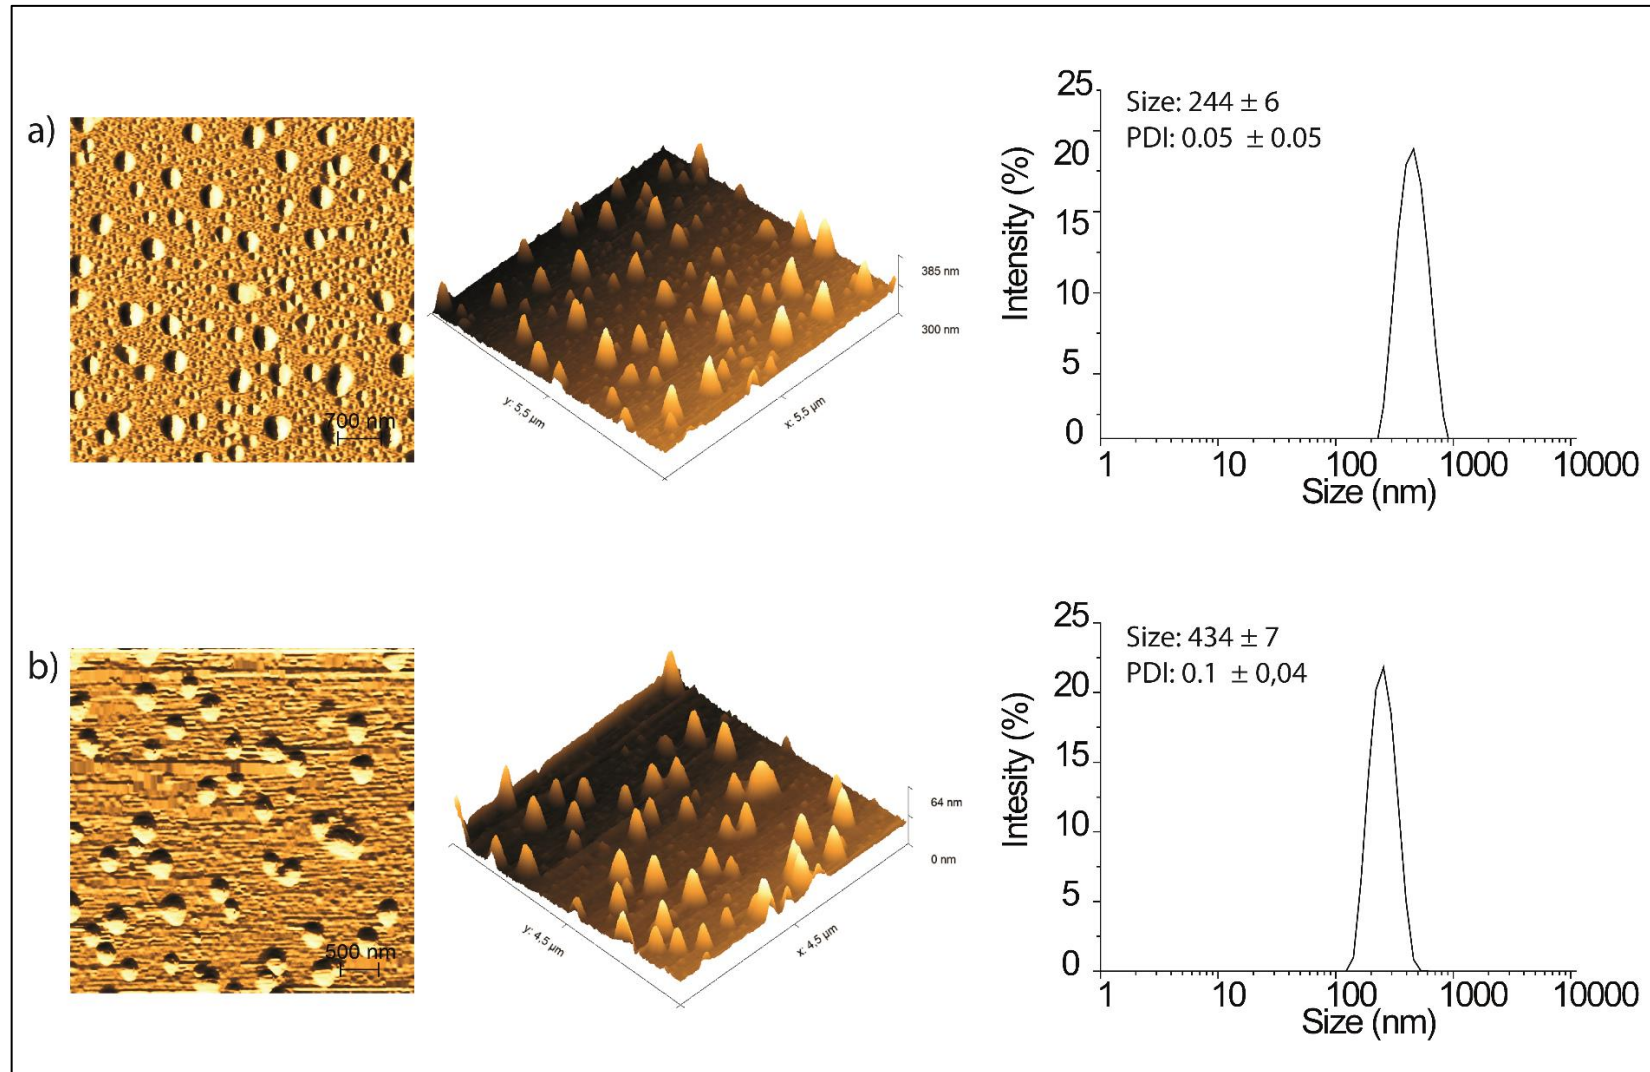 a)
700 nm
385 nm
300 nm
y: 5,5 µm
x: 5,5 µm
Size: 244 ± 6
PDI: 0.05 ± 0.05
Intensity (%)
25
20
15
10
5
0
1 10 100 1000 10000
Size (nm)
b)
500 nm
64 nm
0 nm
y: 4,5 µm
x: 4,5 µm
Size: 434 ± 7
PDI: 0.1 ± 0,04
Intesity (%)
25
20
15
10
5
0
1 10 100 1000 10000
Size (nm)